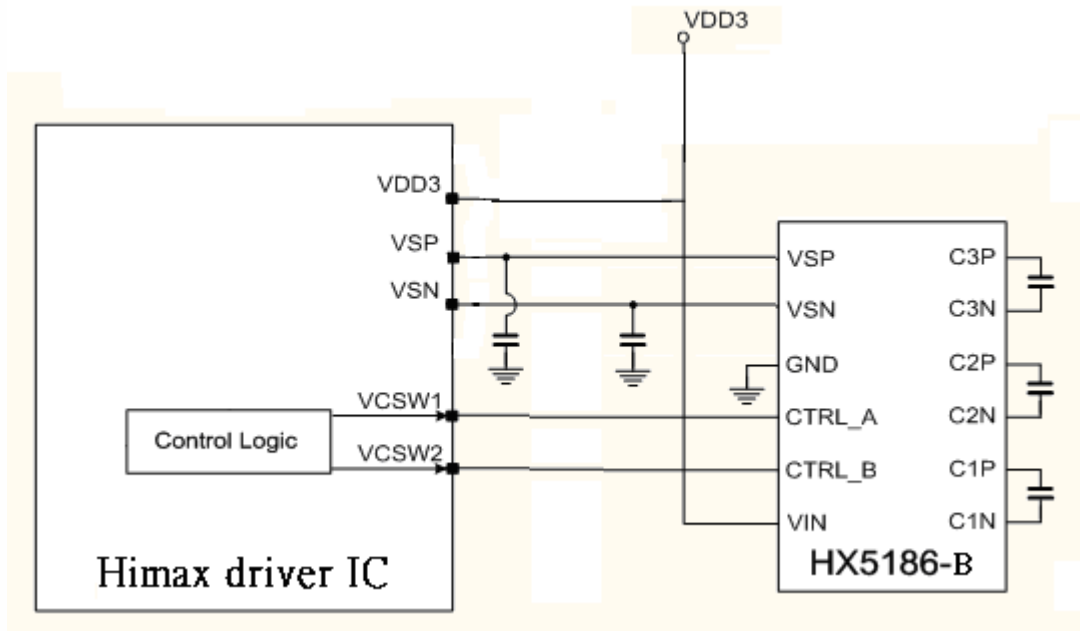 VDD3
VDD3
VSP
VSN
VCSW1
Control Logic
VCSW2
Himax driver IC
VSP
C3P
VSN
C3N
GND
C2P
CTRL_A
C2N
CTRL_B
C1P
VIN
C1N
HX5186-B